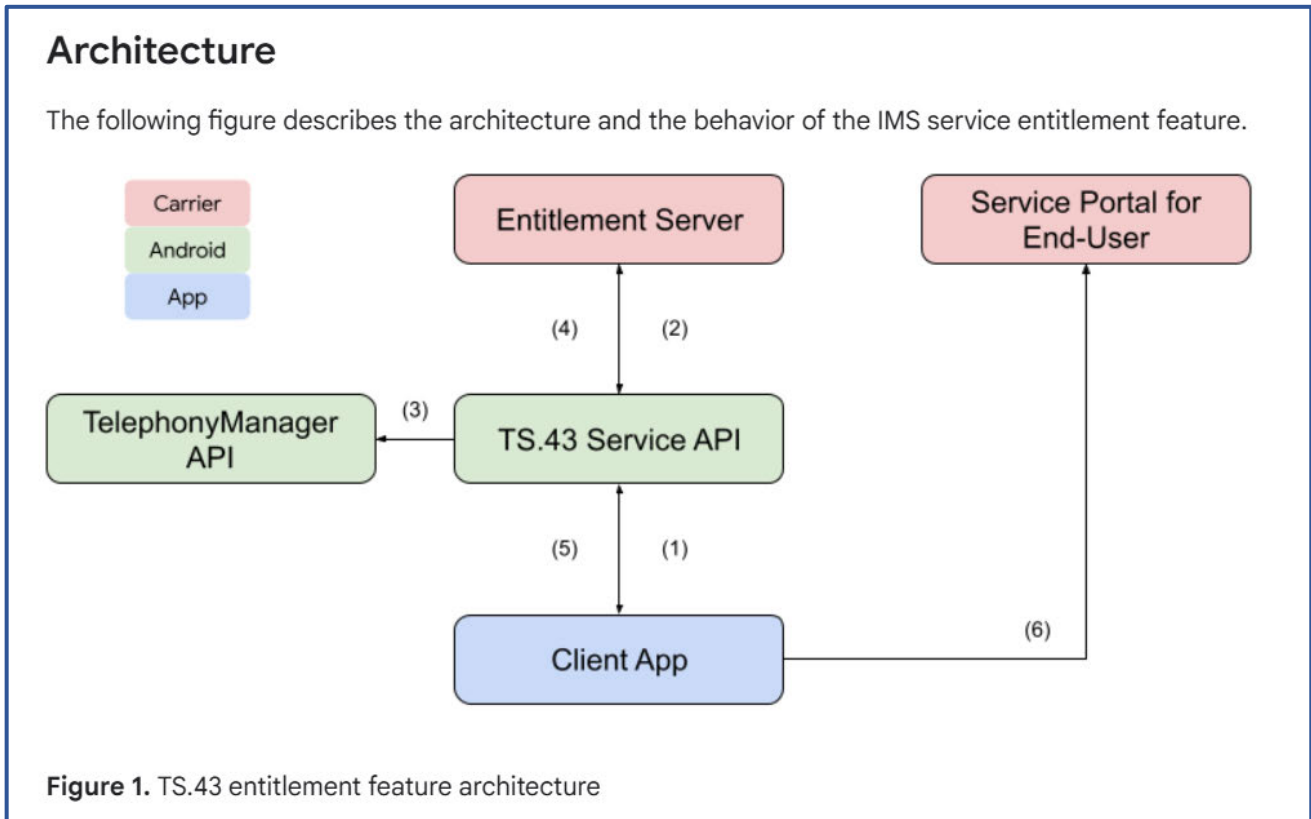 Architecture
The following figure describes the architecture and the behavior of the IMS service entitlement feature.
Carrier
Android
App
Entitlement Server
Service Portal for
End-User
(4)
(2)
TelephonyManager
API
(3)
TS.43 Service API
(5)
(1)
Client App
(6)
Figure 1. TS.43 entitlement feature architecture